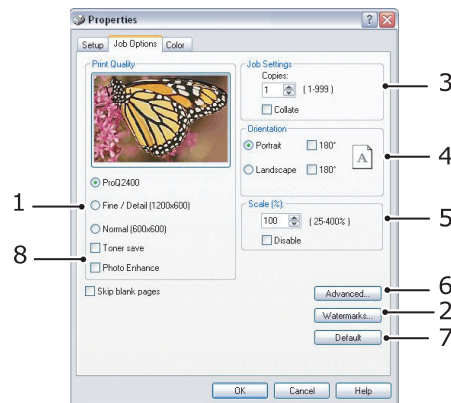 Properties
Setup Job Options Color
Print Quality
ProQ2400
Fine / Detail (1200x600)
Normal (600x600)
Toner save
Photo Enhance
Skip blank pages
Job Settings
Copies:
1 ( 1-999 )
Collate
Orientation
Portrait 180°
Landscape 180°
A
Scale (%):
100 ( 25-400% )
Disable
Advanced...
Watermarks...
Default
OK Cancel Help
1
8
3
4
5
6
2
7